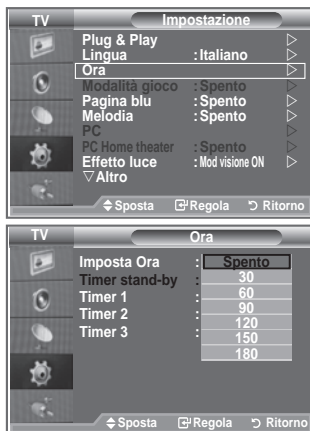 TV Impostazione
Plug & Play ▷
Lingua : Italiano ▷
Ora ▷
Modalità gioco : Spento ▷
Pagina blu : Spento ▷
Melodia : Spento ▷
PC ▷
PC Home theater : Spento ▷
Effetto luce : Mod visione ON ▷
▽Altro
Sposta Regola Ritorno
TV Ora
Imposta Ora : Spento
Timer stand-by : 30
60
Timer 1 : 90
Timer 2 : 120
Timer 3 : 150
180
Sposta Regola Ritorno